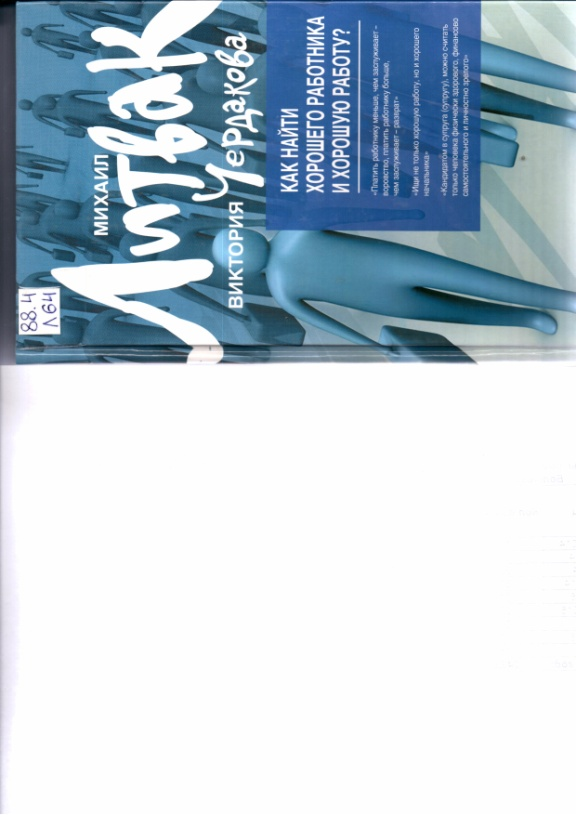 МИХАИЛ
Литвак
ВИКТОРИЯ Чердакова
КАК НАЙТИ
ХОРОШЕГО РАБОТНИКА
И ХОРОШУЮ РАБОТУ?
«Платить работнику меньше, чем заслуживает –
воровство, платить работнику больше,
чем заслуживает – разврат»
«Ищи не только хорошую работу, но и хорошего
начальника»
«Кандидатом в супруга (супругу), можно считать
только человека физически здорового, финансово
самостоятельного и личностно зрелого»
88.4
Л64